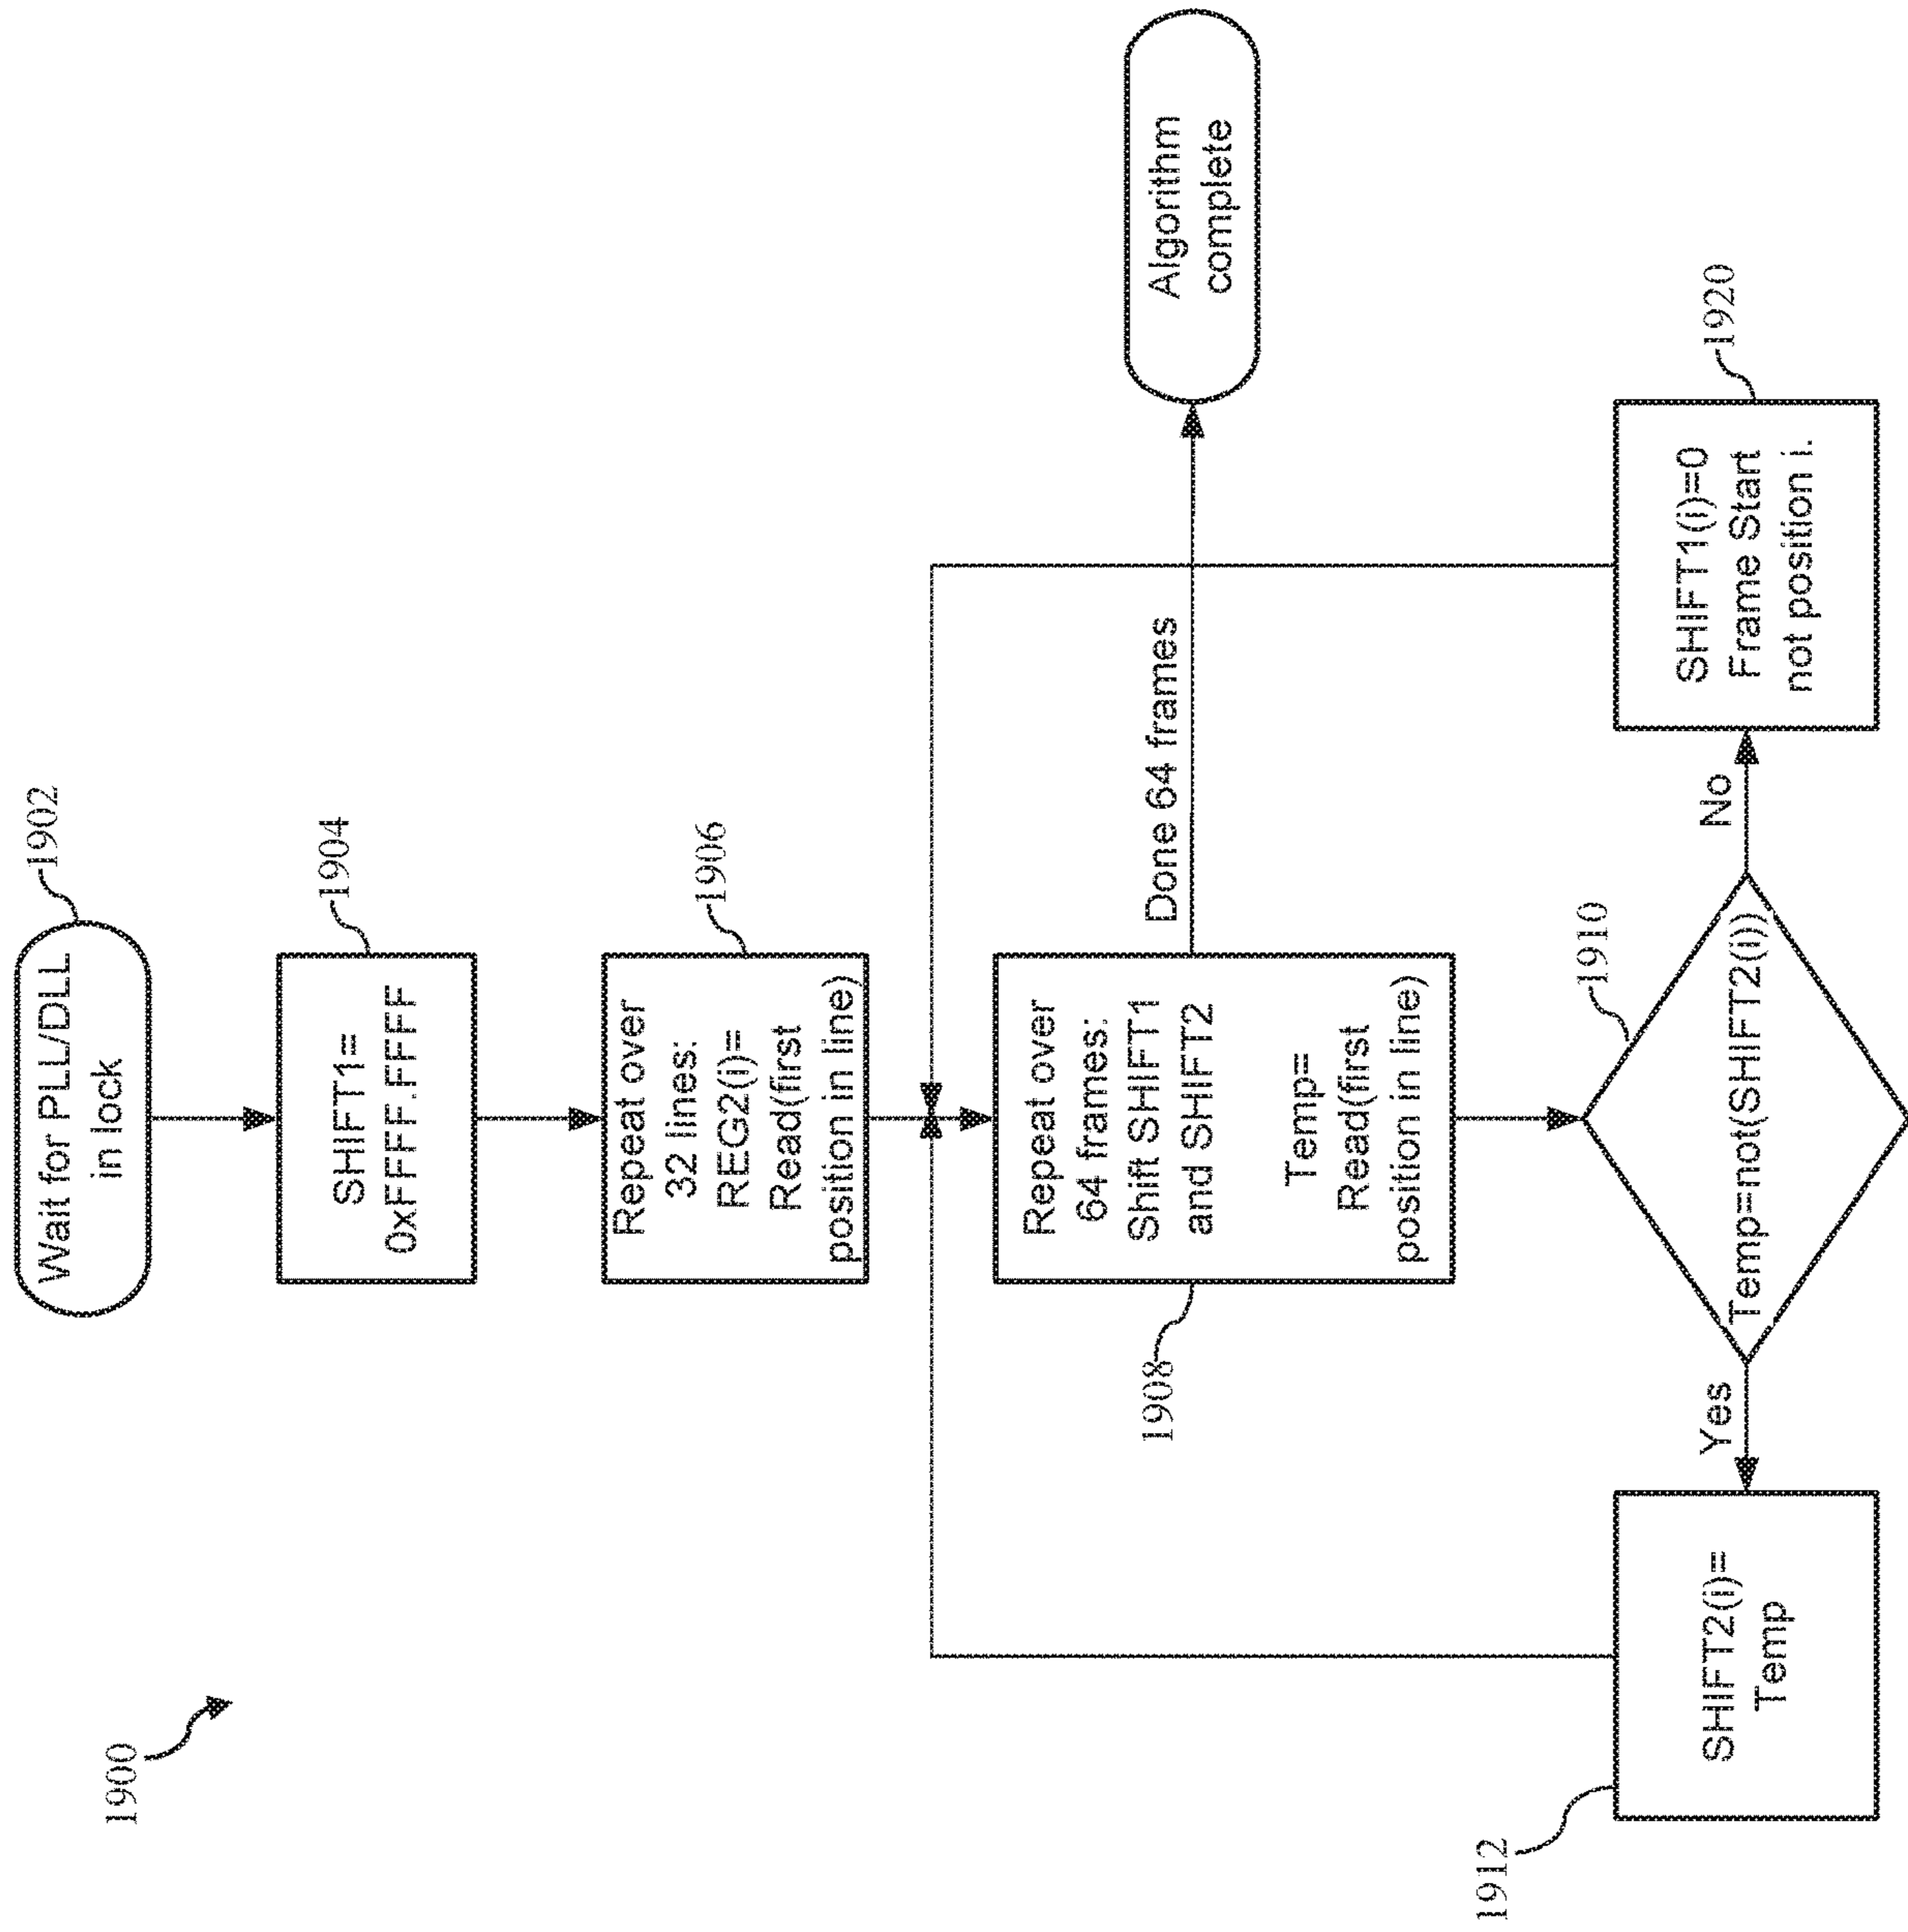 1900
Wait for PLL/DLL
in lock
1902
SHIFT1=
0xFFFF.FFFF
1904
Repeat over
32 lines:
REG2(i)=
Read(first
position in line)
1906
Repeat over
64 frames:
Shift SHIFT1
and SHIFT2
Temp=
Read(first
position in line)
1908
Done 64 frames
Algorithm
complete
Temp=not(SHIFT2(i))
1910
Yes
No
SHIFT2(i)=
Temp
1912
SHIFT1(i)=0
Frame Start
not position i.
1920